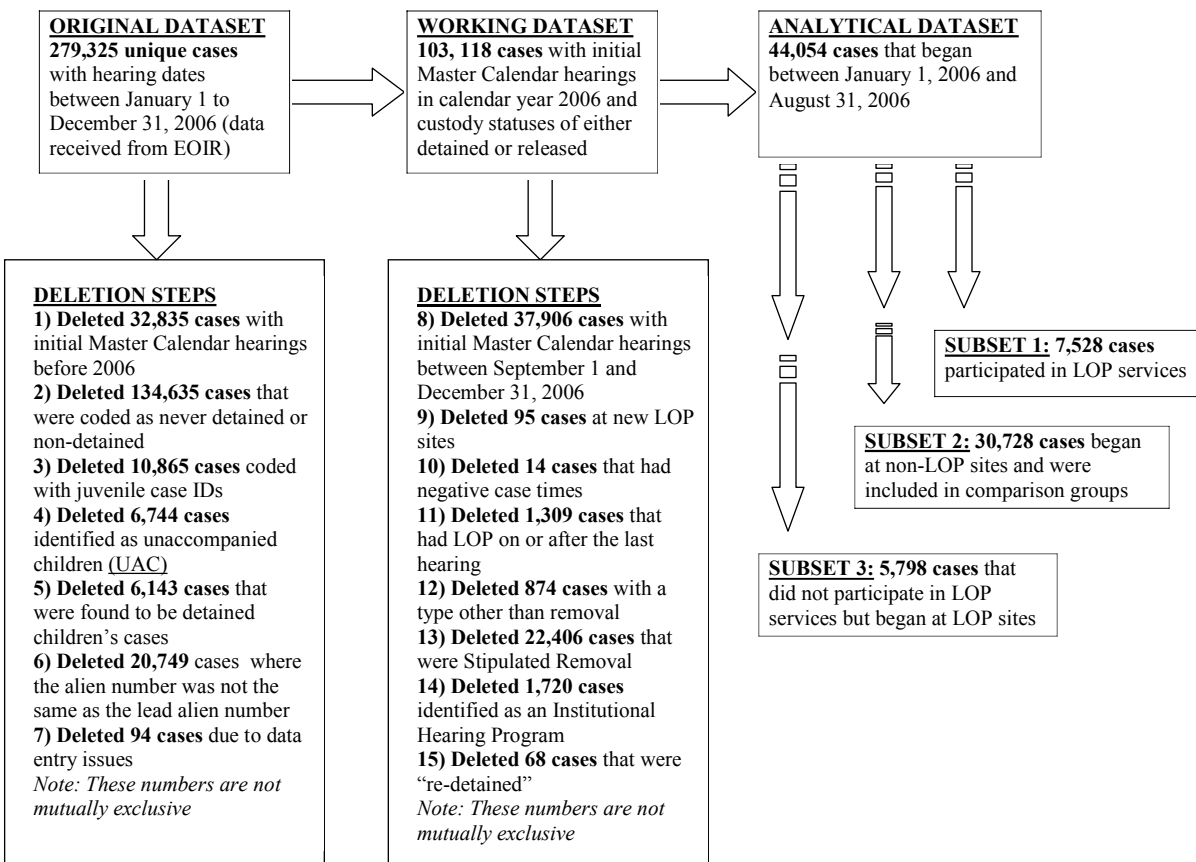 ORIGINAL DATASET
279,325 unique cases
with hearing dates
between January 1 to
December 31, 2006 (data
received from EOIR)
WORKING DATASET
103, 118 cases with initial
Master Calendar hearings
in calendar year 2006 and
custody statuses of either
detained or released
ANALYTICAL DATASET
44,054 cases that began
between January 1, 2006 and
August 31, 2006
DELETION STEPS
1) Deleted 32,835 cases with
initial Master Calendar hearings
before 2006
2) Deleted 134,635 cases that
were coded as never detained or
non-detained
3) Deleted 10,865 cases coded
with juvenile case IDs
4) Deleted 6,744 cases
identified as unaccompanied
children (UAC)
5) Deleted 6,143 cases that
were found to be detained
children’s cases
6) Deleted 20,749 cases where
the alien number was not the
same as the lead alien number
7) Deleted 94 cases due to data
entry issues
Note: These numbers are not
mutually exclusive
DELETION STEPS
8) Deleted 37,906 cases with
initial Master Calendar hearings
between September 1 and
December 31, 2006
9) Deleted 95 cases at new LOP
sites
10) Deleted 14 cases that had
negative case times
11) Deleted 1,309 cases that
had LOP on or after the last
hearing
12) Deleted 874 cases with a
type other than removal
13) Deleted 22,406 cases that
were Stipulated Removal
14) Deleted 1,720 cases
identified as an Institutional
Hearing Program
15) Deleted 68 cases that were
“re-detained”
Note: These numbers are not
mutually exclusive
SUBSET 1: 7,528 cases
participated in LOP services
SUBSET 2: 30,728 cases began
at non-LOP sites and were
included in comparison groups
SUBSET 3: 5,798 cases that
did not participate in LOP
services but began at LOP sites